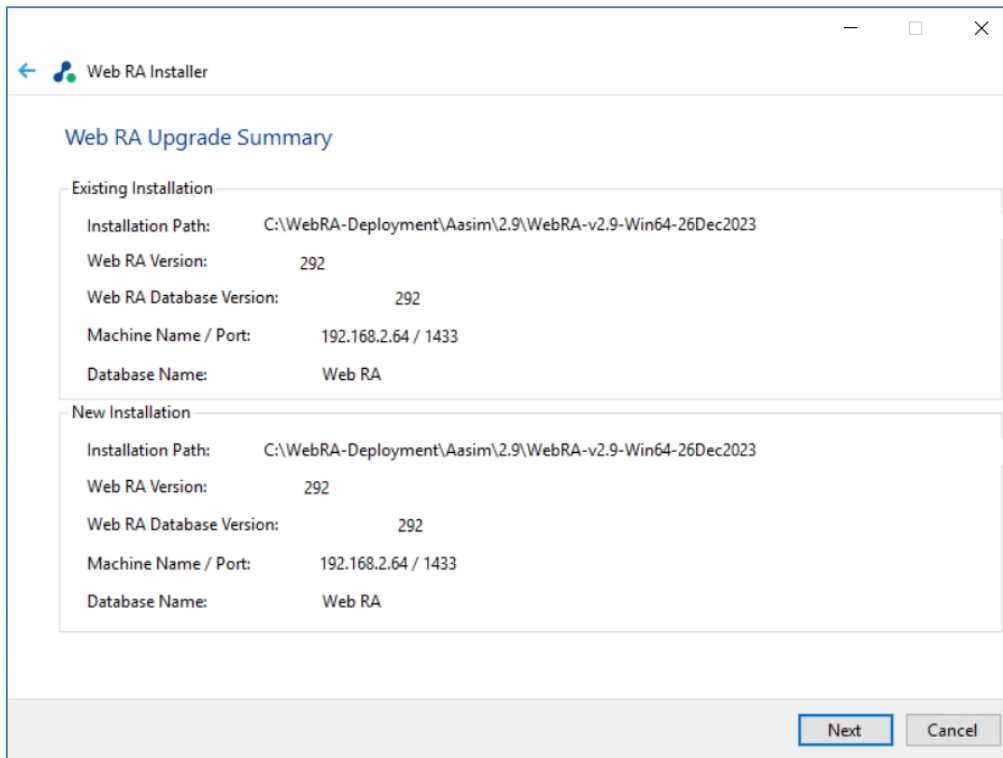 Web RA Installer
Web RA Upgrade Summary
Existing Installation
Installation Path: C:\WebRA-Deployment\Aasim\2.9\WebRA-v2.9-Win64-26Dec2023
Web RA Version: 292
Web RA Database Version: 292
Machine Name / Port: 192.168.2.64 / 1433
Database Name: Web RA
New Installation
Installation Path: C:\WebRA-Deployment\Aasim\2.9\WebRA-v2.9-Win64-26Dec2023
Web RA Version: 292
Web RA Database Version: 292
Machine Name / Port: 192.168.2.64 / 1433
Database Name: Web RA
Next Cancel